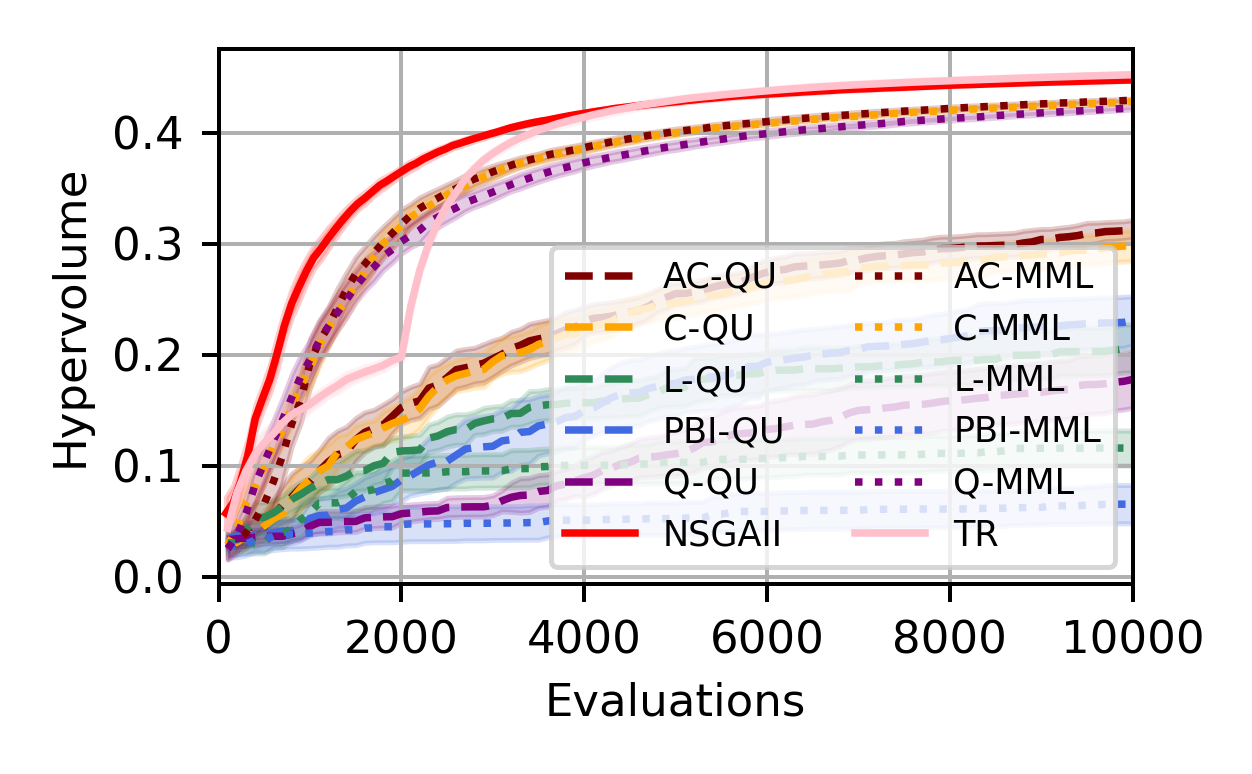 Hypervolume
0.4
0.3
0.2
0.1
0.0
AC-QU AC-MML
C-QU C-MML
L-QU L-MML
PBI-QU PBI-MML
Q-QU Q-MML
NSGAII TR
0 2000 4000 6000 8000 10000
Evaluations